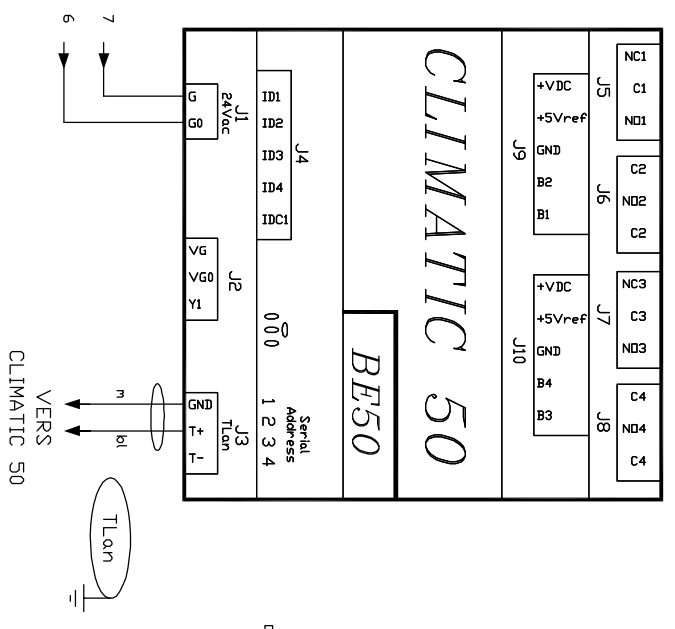 6
7
G
G0
24Vac
J1
ID1
ID2
ID3
ID4
IDC1
J4
VG
VG0
Y1
J2
000
0
1 2 3 4
Serial
Address
GND
T+
T-
TLan
J3
m
bl
VERS
CLIMATIC 50
TLan
CLIMATIC 50
BE50
+VDC
+5Vref
GND
B2
B1
J9
+VDC
+5Vref
GND
B4
B3
J10
NC1
C1
NO1
J5
C2
NO2
C2
J6
NC3
C3
NO3
J7
C4
NO4
C4
J8